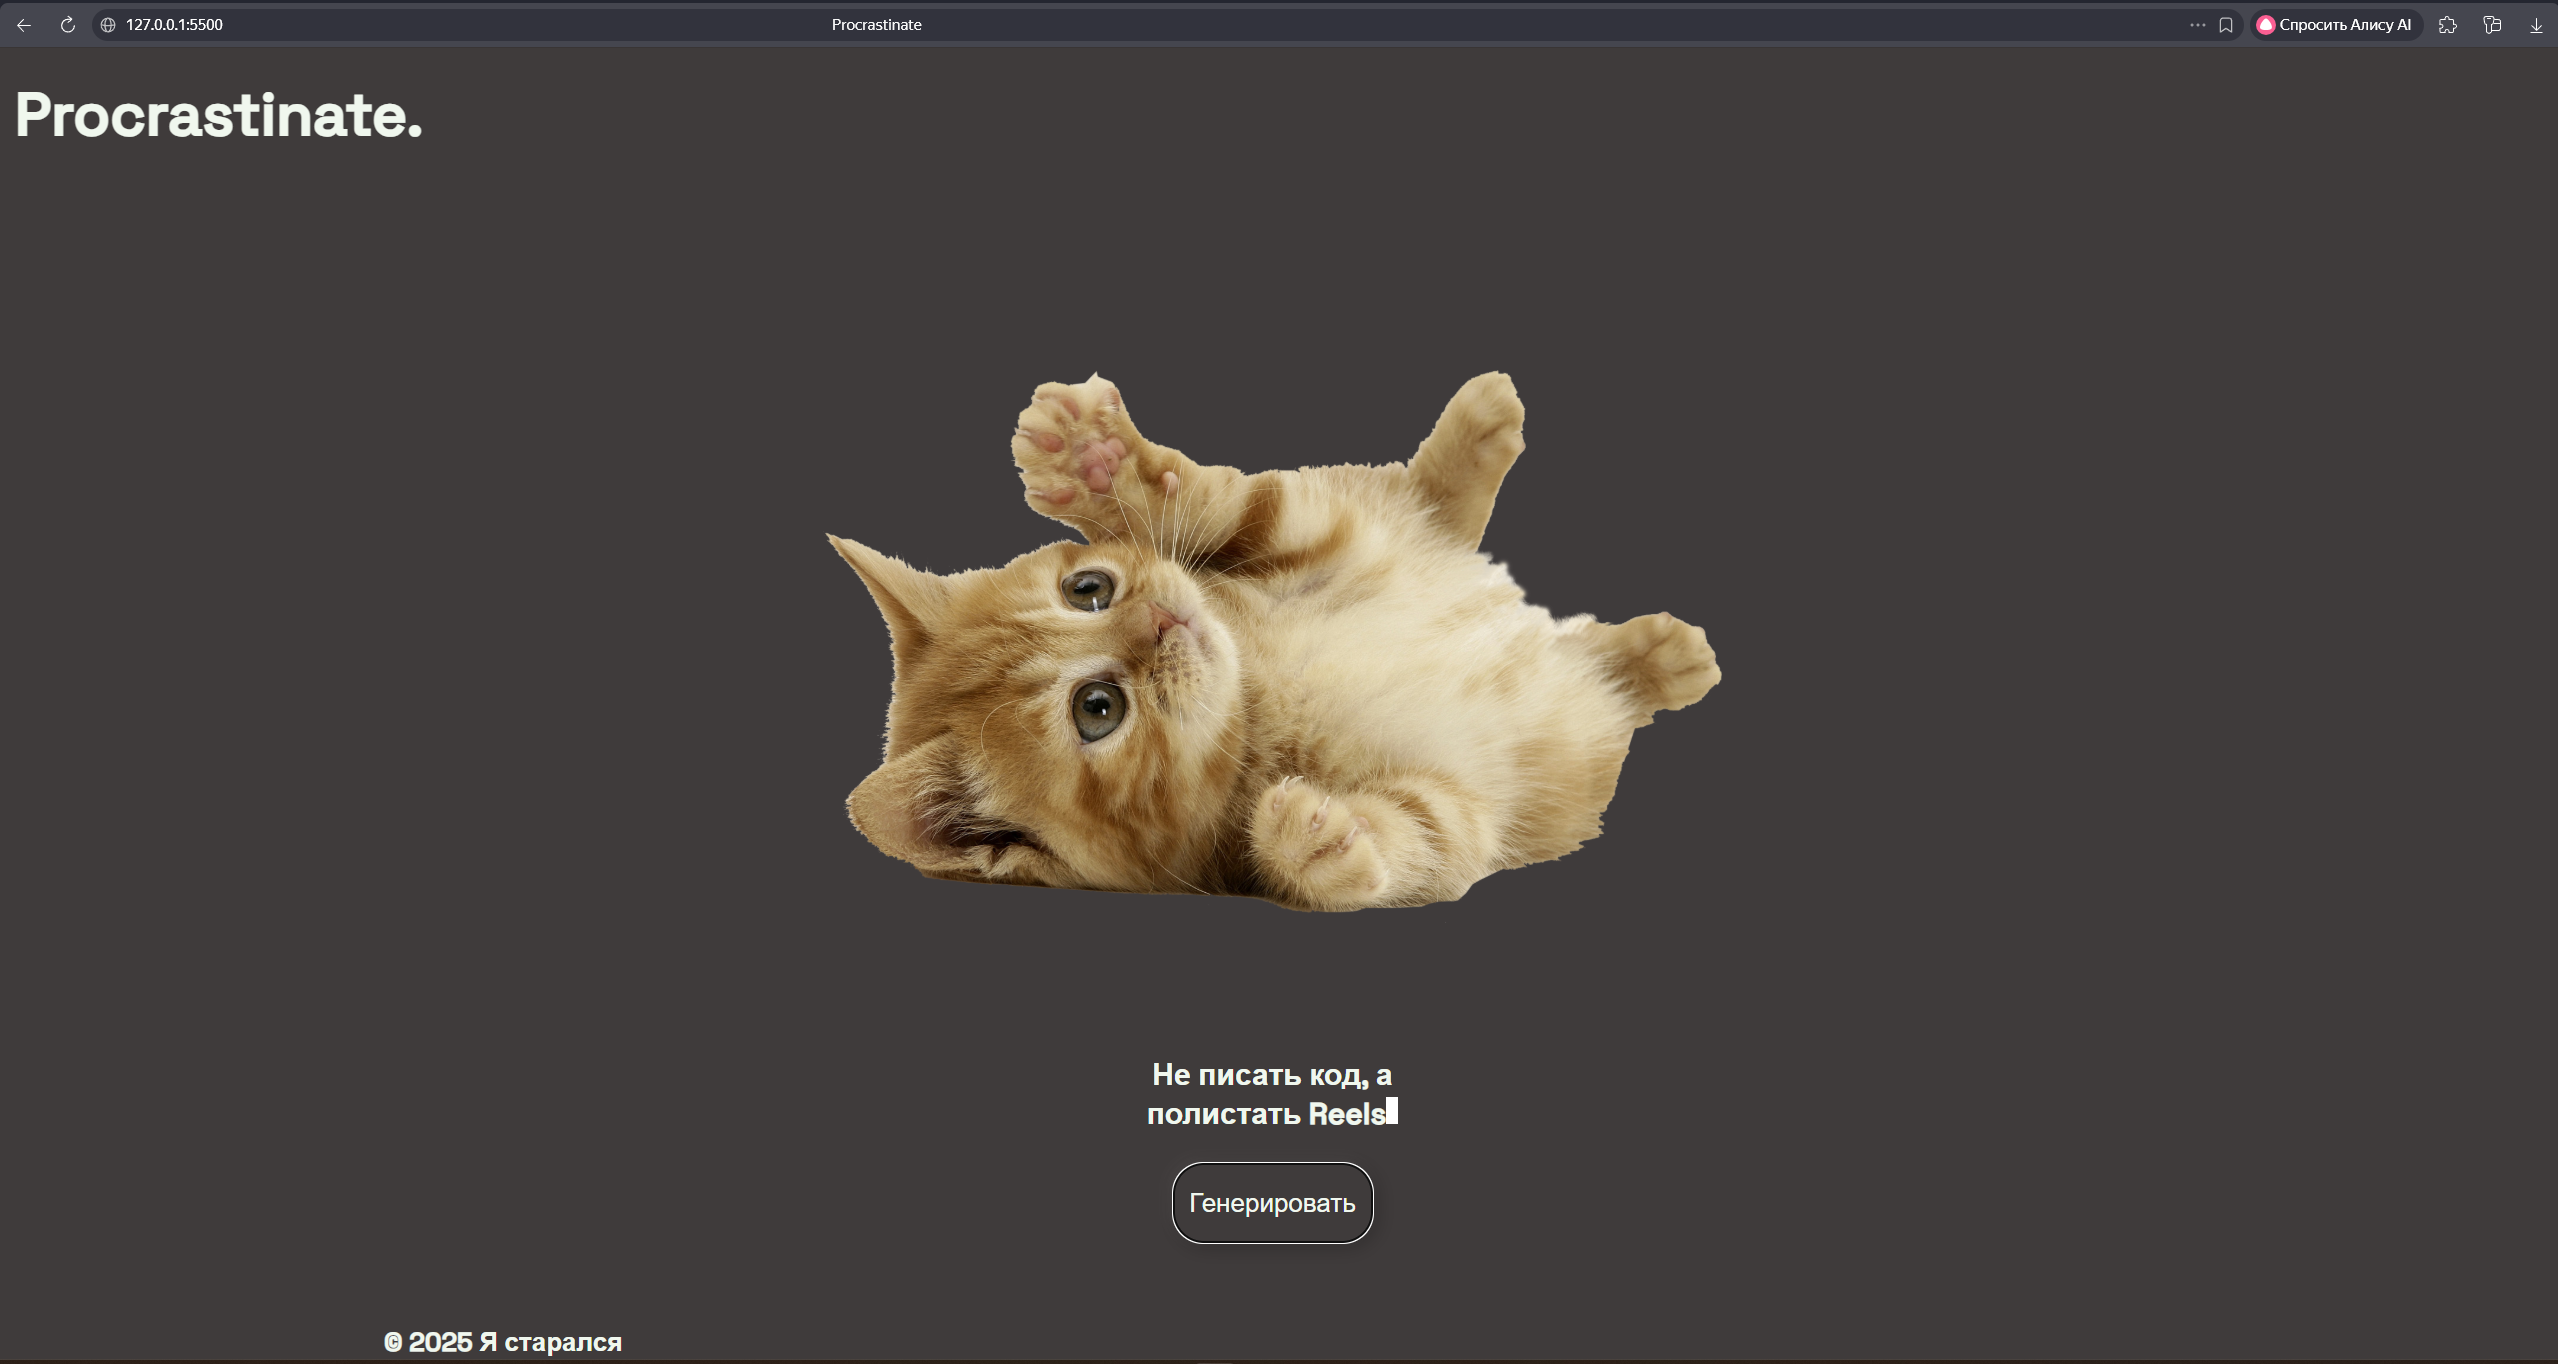 127.0.0.1:5500
Procrastinate
Спросить Алису AI
Procrastinate.
Не писать код, а
полистать Reels
Генерировать
© 2025 Я старался